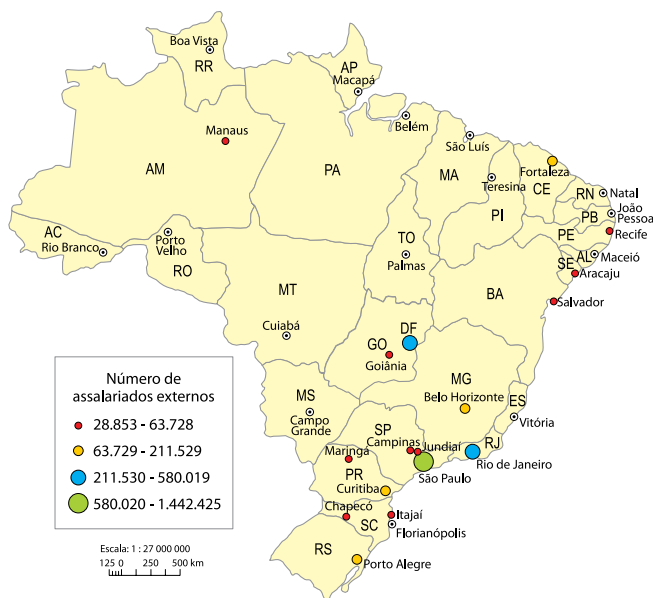 Boa Vista
RR
AP
Macapá
Manaus
Belém
São Luís
Fortaleza
AM
PA
MA
Teresina
CE
RN
Natal
João
Pessoa
PB
PI
PE
Recife
AC
Rio Branco
Porto
Velho
RO
TO
Palmas
AL
Maceió
SE
Aracaju
MT
BA
Salvador
Cuiabá
DF
GO
Goiânia
MG
Belo Horizonte
ES
Vitória
MS
Campo
Grande
SP
Campinas
Jundiaí
RJ
Rio de Janeiro
São Paulo
Maringá
PR
Curitiba
Chapecó
Itajaí
SC
Florianópolis
RS
Porto Alegre
Número de
assalariados externos
28.853 - 63.728
63.729 - 211.529
211.530 - 580.019
580.020 - 1.442.425
Escala: 1 : 27 000 000
125 0 250 500 km